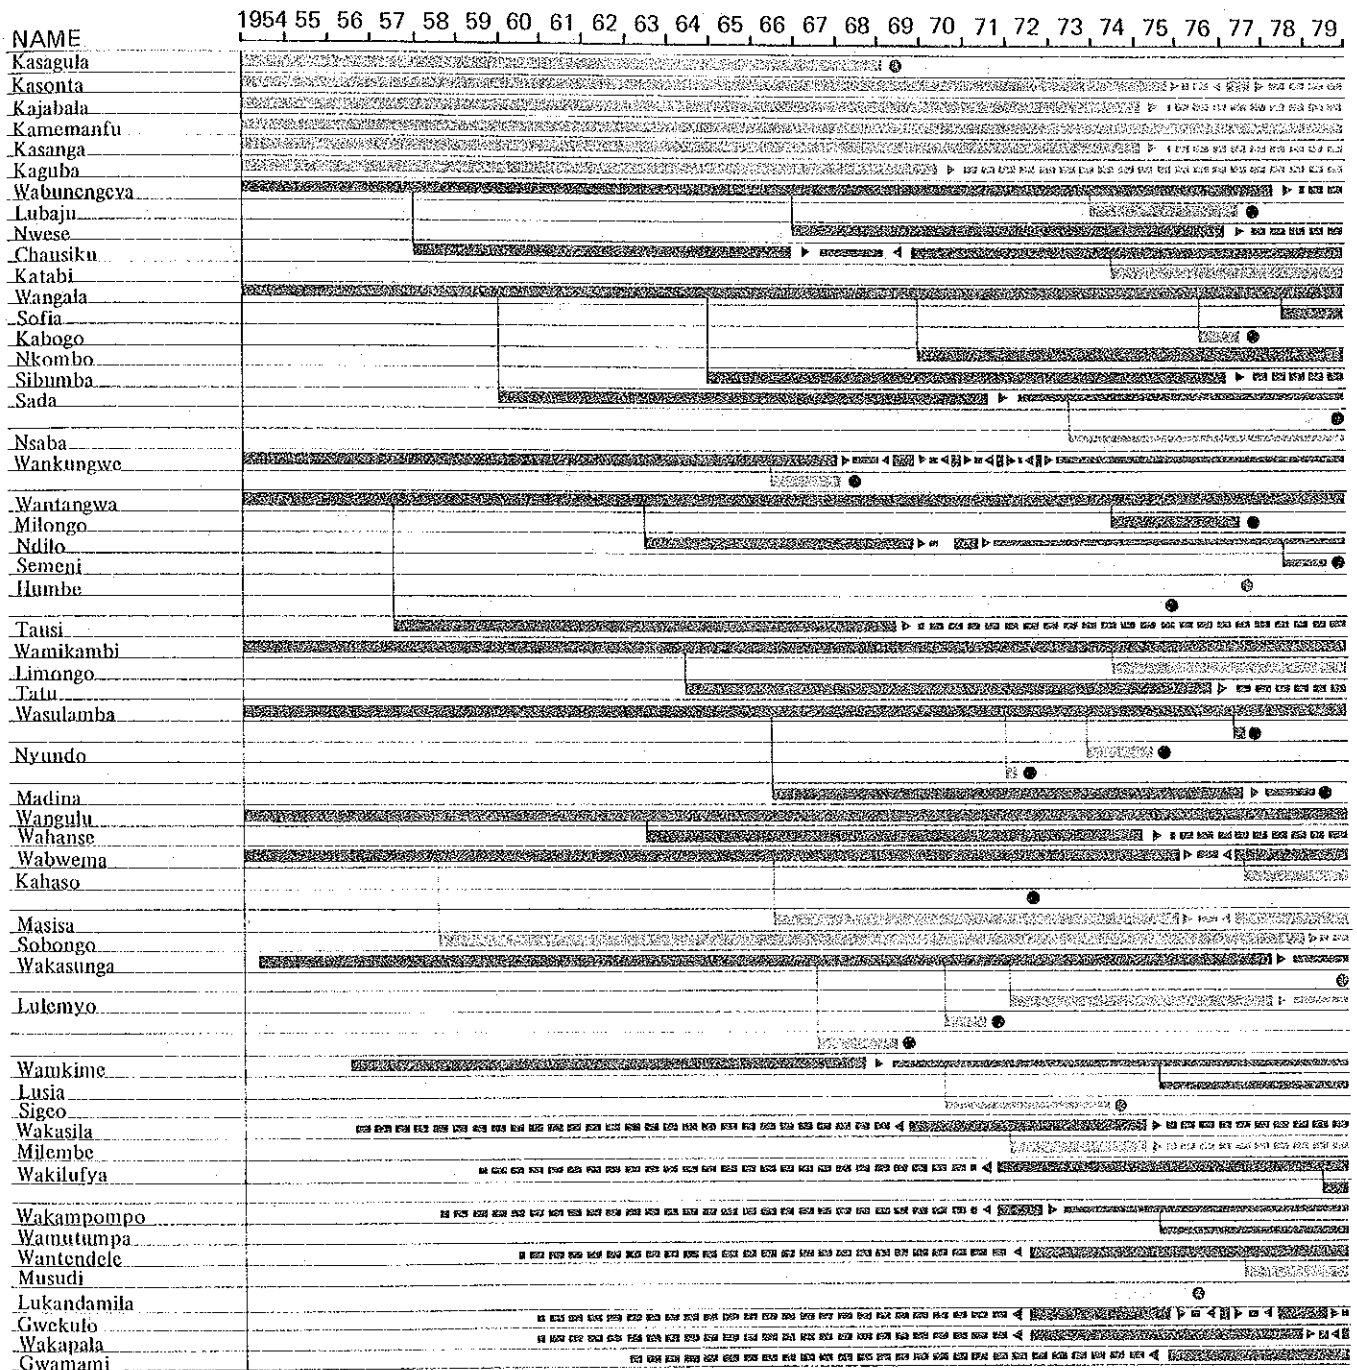 1954 55 56 57 58 59 60 61 62 63 64 65 66 67 68 69 70 71 72 73 74 75 76 77 78 79
NAME
Kasagula
Kasonta
Kajabala
Kamemanfu
Kasanga
Kaguba
Wabunengeva
Lubaju
Nwese
Chausiku
Katabi
Wangala
Sofia
Kabogo
Nkombo
Sibumba
Sada
Nsaba
Wankungwe
Wantangwa
Milongo
Ndilo
Semeni
Humbe
Tausi
Wamikambi
Limongo
Tatu
Wasulamba
Nyundo
Madina
Wangulu
Wahanse
Wabwema
Kahaso
Masisa
Sobongo
Wakasunga
Lulemyo
Wamkime
Lusia
Sigeo
Wakasila
Milembe
Wakilufya
Wakampompo
Wamutumpa
Wantendele
Musudi
Lukandamila
Gwekulo
Wakapala
Gwamami